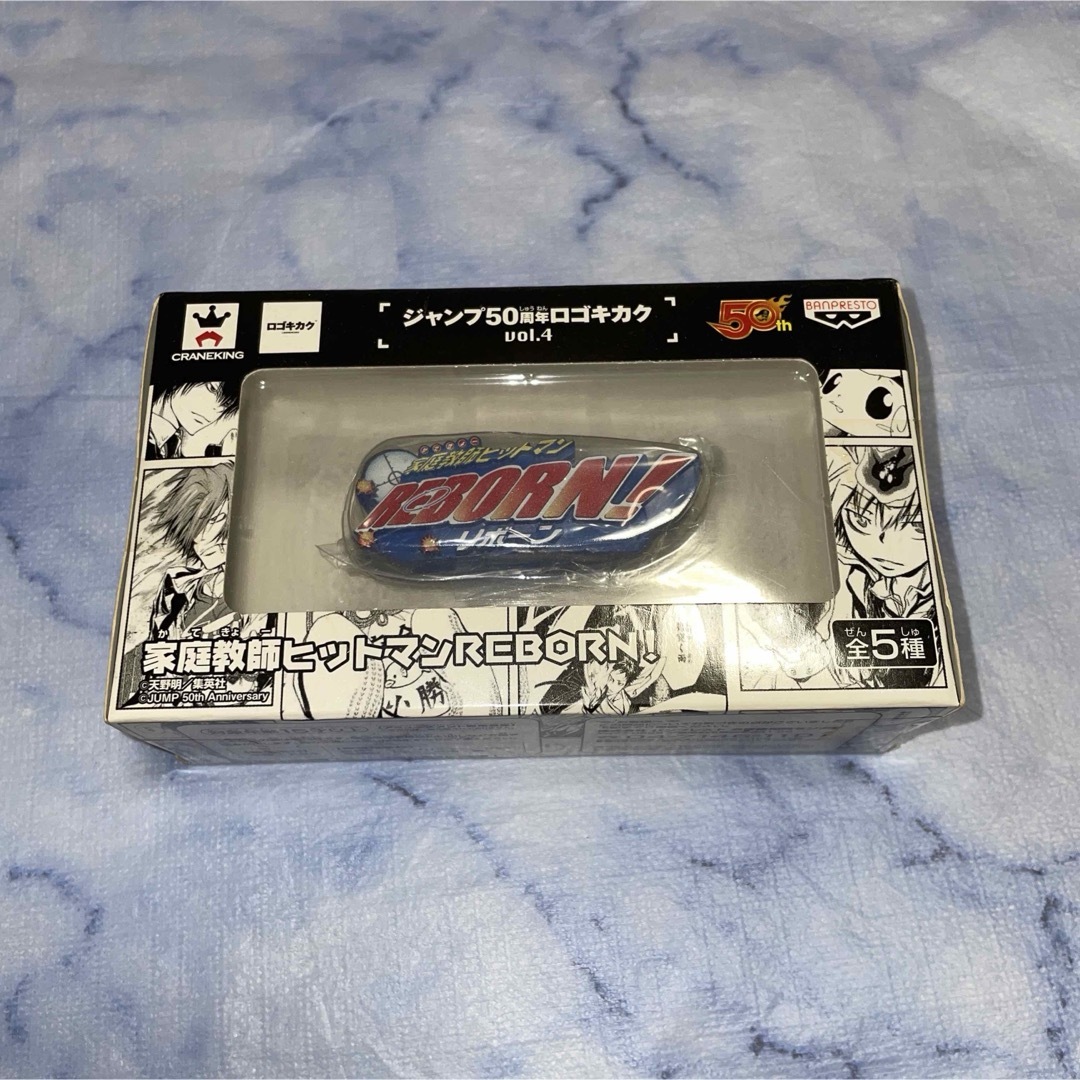 CRANEKING
ロゴキカク
ジャンプ50周年ロゴキカク
しゅうねん
vol.4
50th
BANPRESTO
家庭教師ヒットマン
REBORN!
リボーン
かてきょー
家庭教師ヒットマンREBORN!
©天野明/集英社
©JUMP 50th Anniversary
必勝
ぜん しゅ
全5種